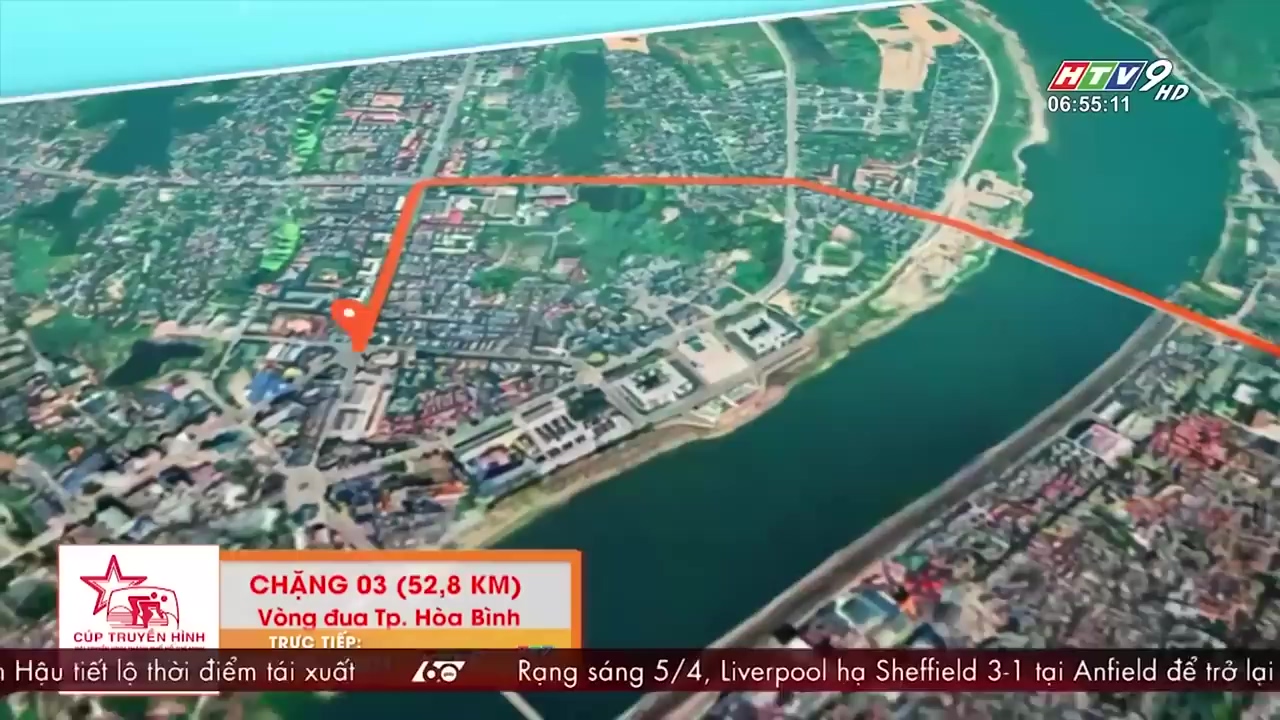 HTV9
HD
06:55:11
CHẶNG 03 (52,8 KM)
Vòng đua Tp. Hòa Bình
CÚP TRUYỀN HÌNH
TRỰC TIẾP:
Hậu tiết lộ thời điểm tái xuất
60
Rạng sáng 5/4, Liverpool hạ Sheffield 3-1 tại Anfield để trở lại